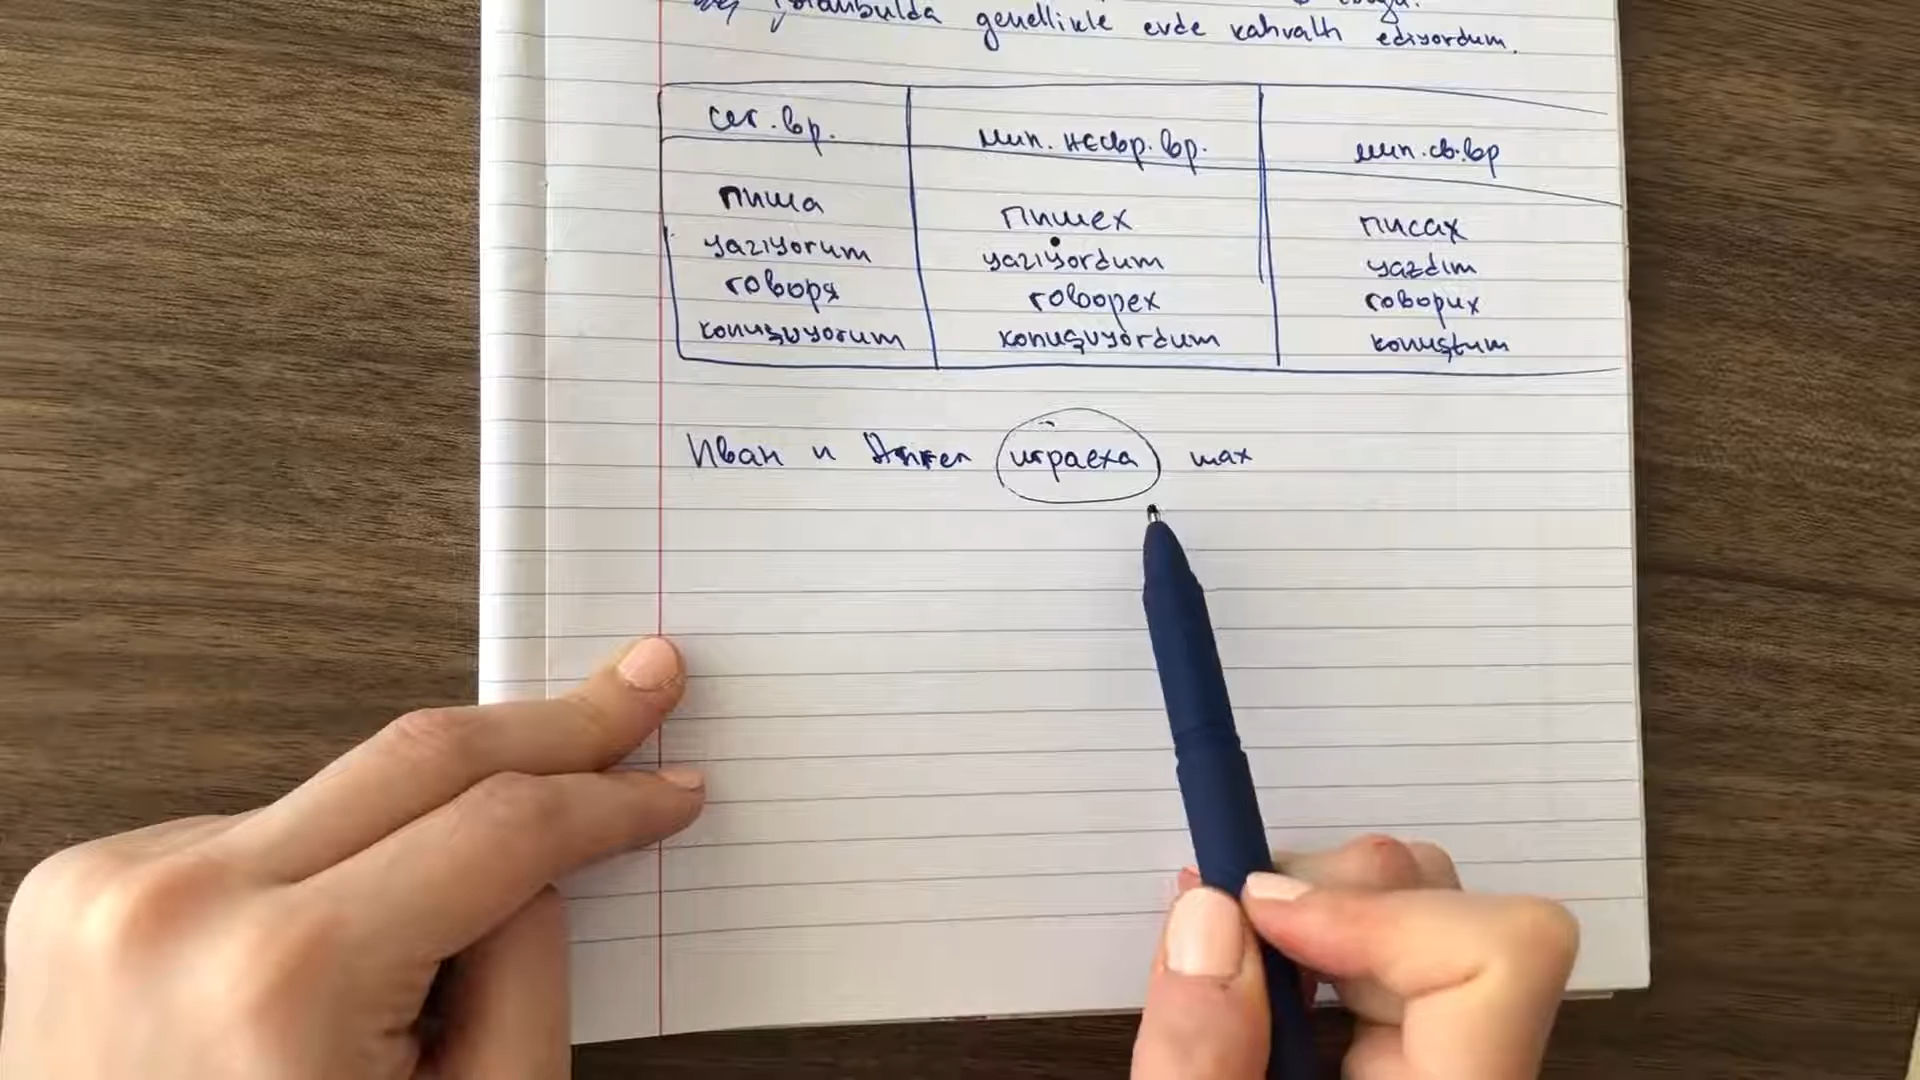 İstanbulda genellikle evde kahvaltı ediyordum.
сег. вр. мин. несвр. вр. мин. св. вр
пиша пишех писах
yazıyorum yazıyordum yazdım
говоря говорех говорих
konuşuyorum konuşuyordum konuştum
Иван и играеха шах